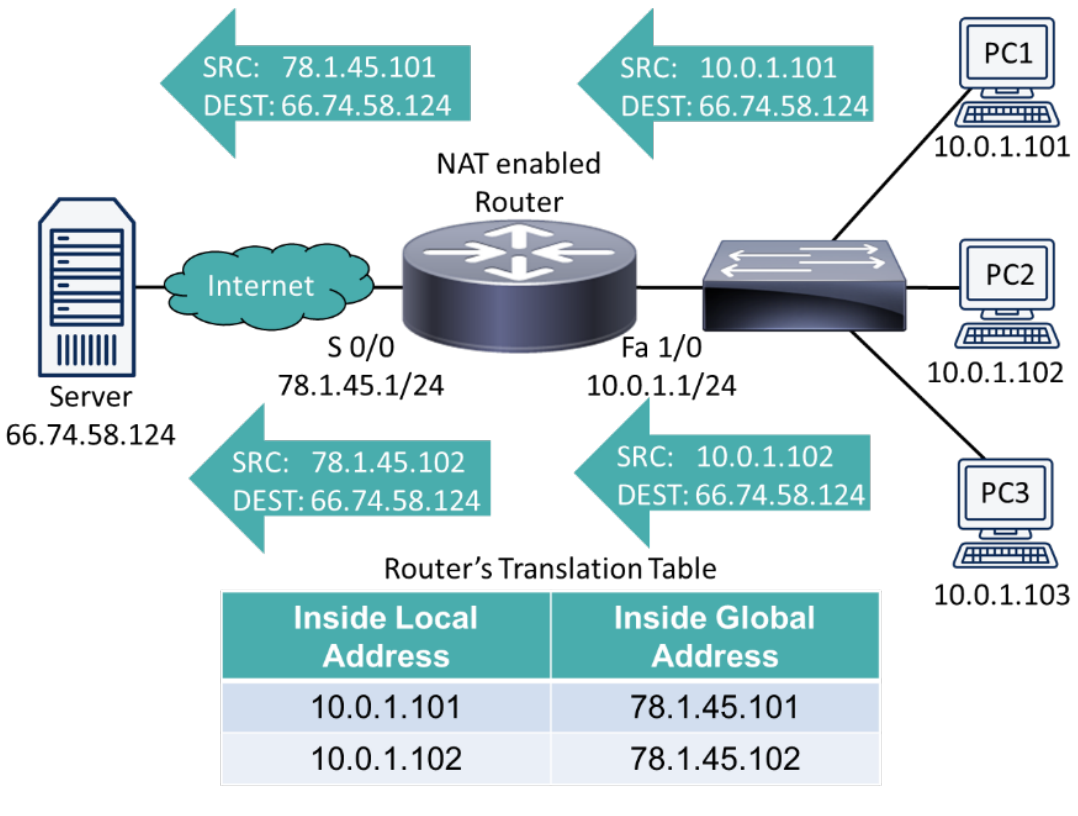 SRC: 78.1.45.101
DEST: 66.74.58.124
SRC: 10.0.1.101
DEST: 66.74.58.124
PC1
10.0.1.101
NAT enabled
Router
Internet
PC2
10.0.1.102
S 0/0
78.1.45.1/24
Fa 1/0
10.0.1.1/24
Server
66.74.58.124
SRC: 78.1.45.102
DEST: 66.74.58.124
SRC: 10.0.1.102
DEST: 66.74.58.124
PC3
10.0.1.103
Router's Translation Table
Inside Local
Address
Inside Global
Address
10.0.1.101
78.1.45.101
10.0.1.102
78.1.45.102